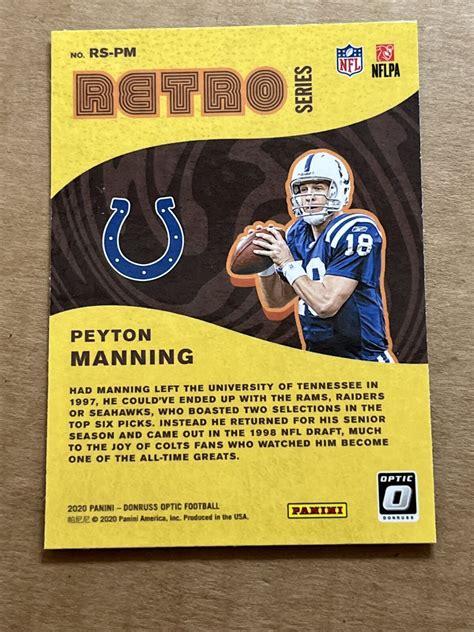 NO. RS-PM
NFL
NFLPA
RETRO
SERIES
18
PEYTON
MANNING
HAD MANNING LEFT THE UNIVERSITY OF TENNESSEE IN
1997, HE COULD'VE ENDED UP WITH THE RAMS, RAIDERS
OR SEAHAWKS, WHO BOASTED TWO SELECTIONS IN THE
TOP SIX PICKS. INSTEAD HE RETURNED FOR HIS SENIOR
SEASON AND CAME OUT IN THE 1998 NFL DRAFT, MUCH
TO THE JOY OF COLTS FANS WHO WATCHED HIM BECOME
ONE OF THE ALL-TIME GREATS.
2020 PANINI – DONRUSS OPTIC FOOTBALL
帕尼尼 © 2020 Panini America, Inc. Produced in the USA.
PANINI
OPTIC
DONRUSS